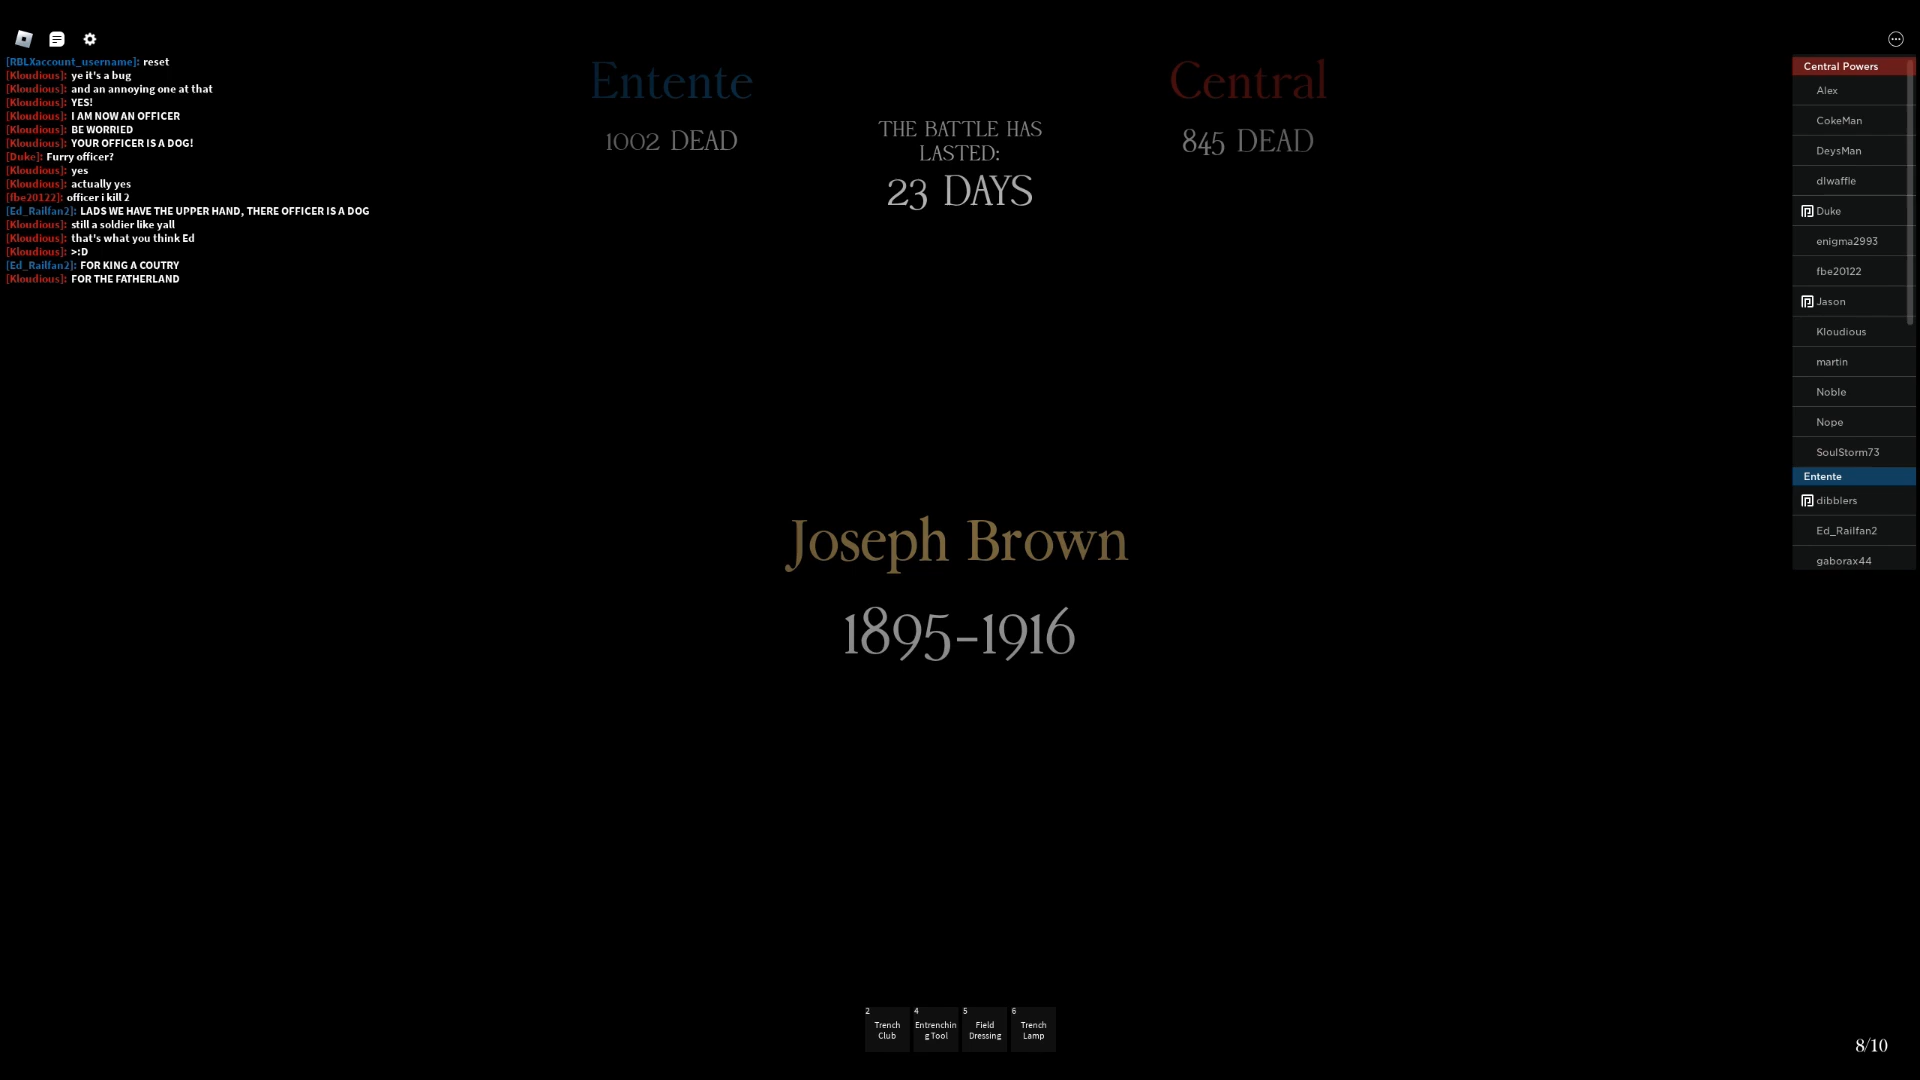 [RBLXaccount_username]: reset
[Kloudious]: ye it's a bug
[Kloudious]: and an annoying one at that
[Kloudious]: YES!
[Kloudious]: I AM NOW AN OFFICER
[Kloudious]: BE WORRIED
[Kloudious]: YOUR OFFICER IS A DOG!
[Duke]: Furry officer?
[Kloudious]: yes
[Kloudious]: actually yes
[fbe20122]: officer i kill 2
[Ed_Railfan2]: LADS WE HAVE THE UPPER HAND, THERE OFFICER IS A DOG
[Kloudious]: still a soldier like yall
[Kloudious]: that's what you think Ed
[Kloudious]: >:D
[Ed_Railfan2]: FOR KING A COUTRY
[Kloudious]: FOR THE FATHERLAND
Entente
1002 DEAD
THE BATTLE HAS
LASTED:
23 DAYS
Central
845 DEAD
Joseph Brown
1895-1916
Central Powers
Alex
CokeMan
DeysMan
dlwaffle
Duke
enigma2993
fbe20122
Jason
Kloudious
martin
Noble
Nope
SoulStorm73
Entente
dibblers
Ed_Railfan2
gaborax44
2
Trench
Club
4
Entrenchin
g Tool
5
Field
Dressing
6
Trench
Lamp
8/10